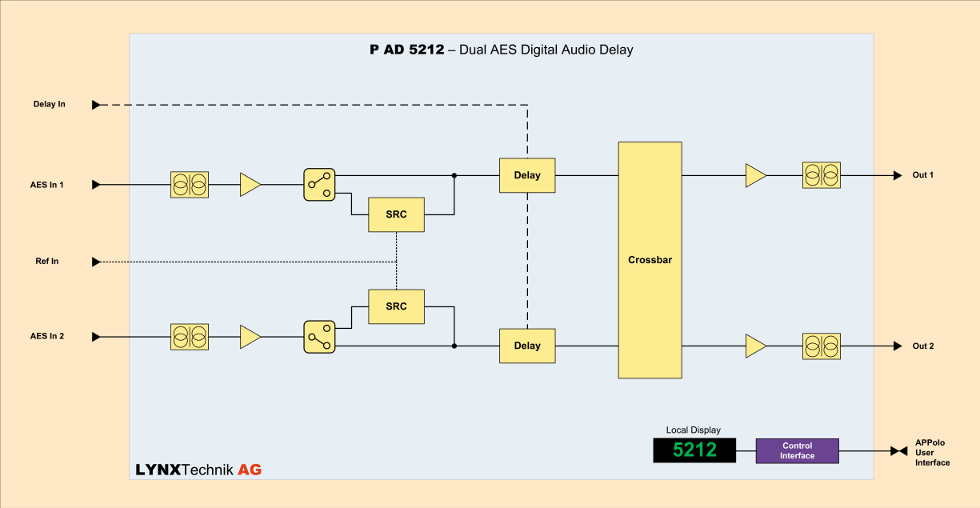 P AD 5212 – Dual AES Digital Audio Delay
Delay In
AES In 1
SRC
Delay
Out 1
Ref In
Crossbar
SRC
AES In 2
Delay
Out 2
Local Display
5212
Control
Interface
APPolo
User
Interface
LYNXTechnik AG